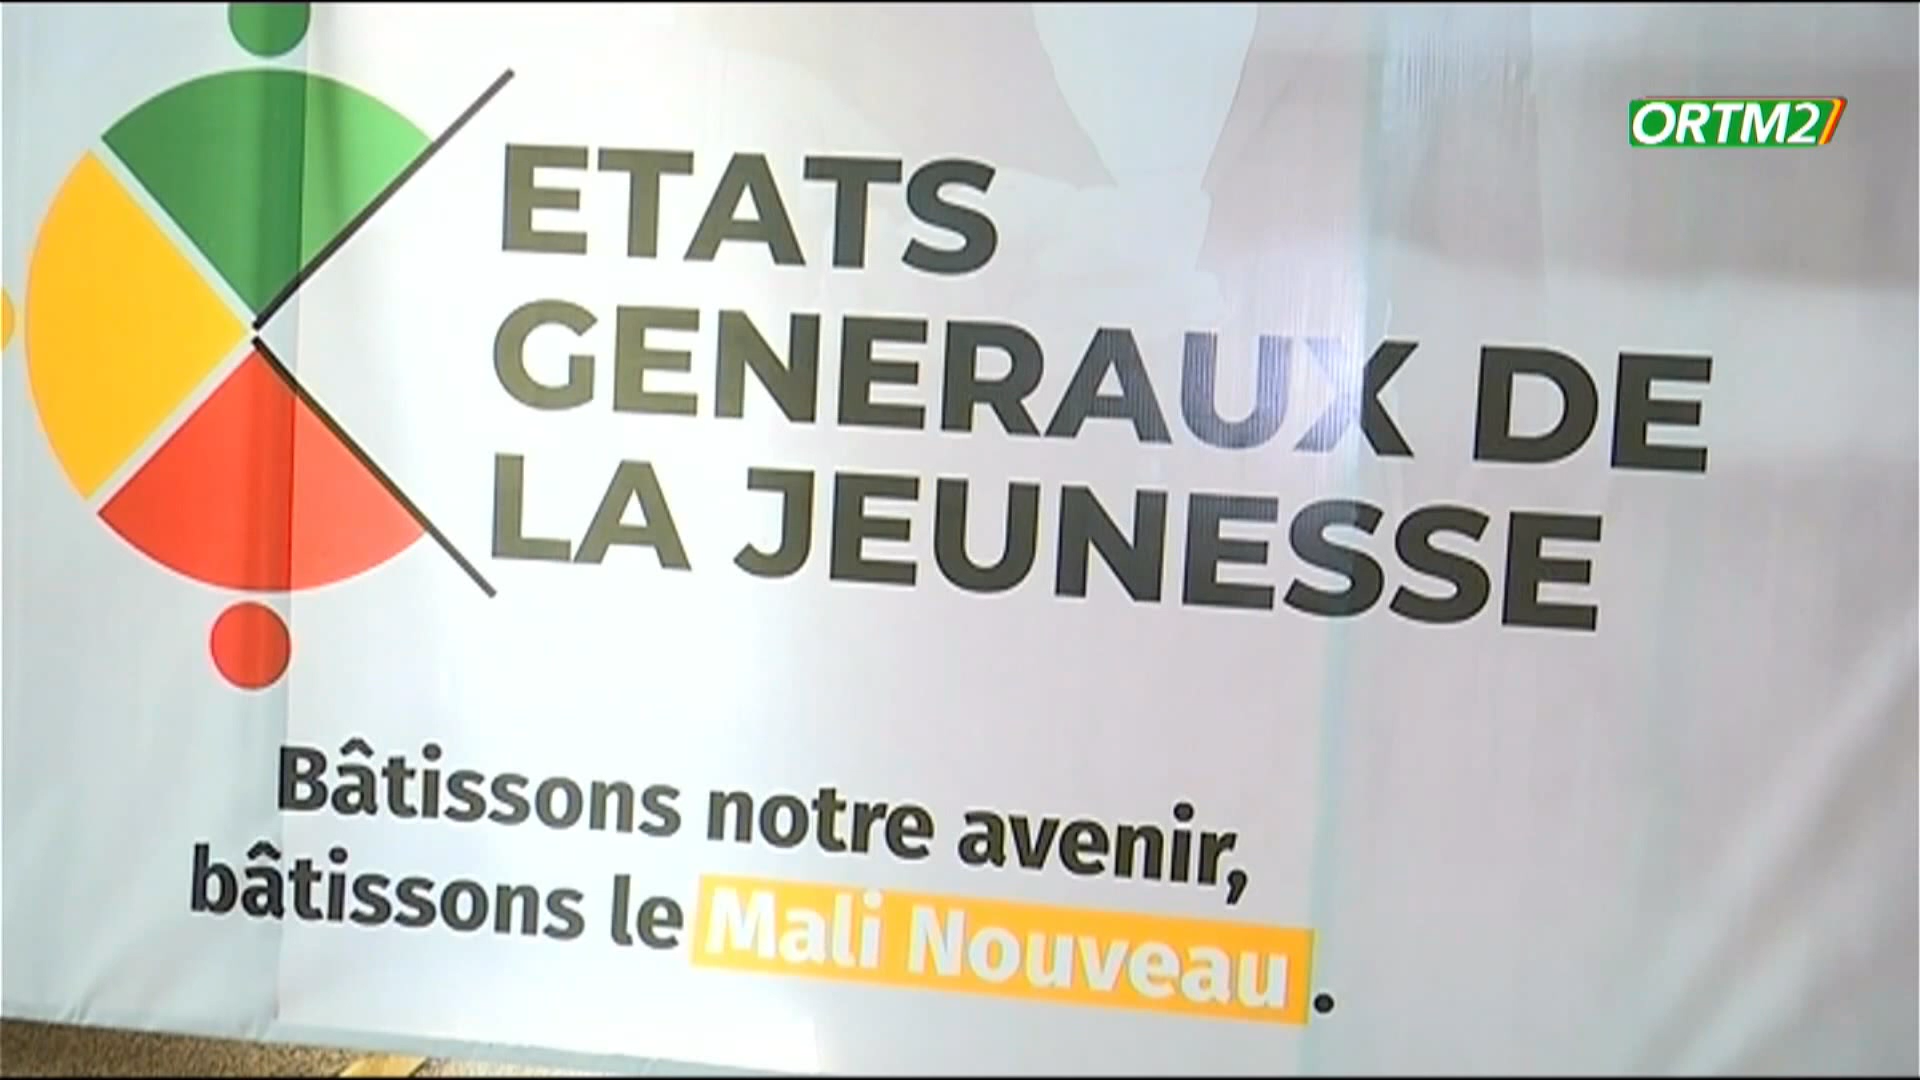 ORTM2
ETATS
GENERAUX DE
LA JEUNESSE
Bâtissons notre avenir,
bâtissons le Mali Nouveau.